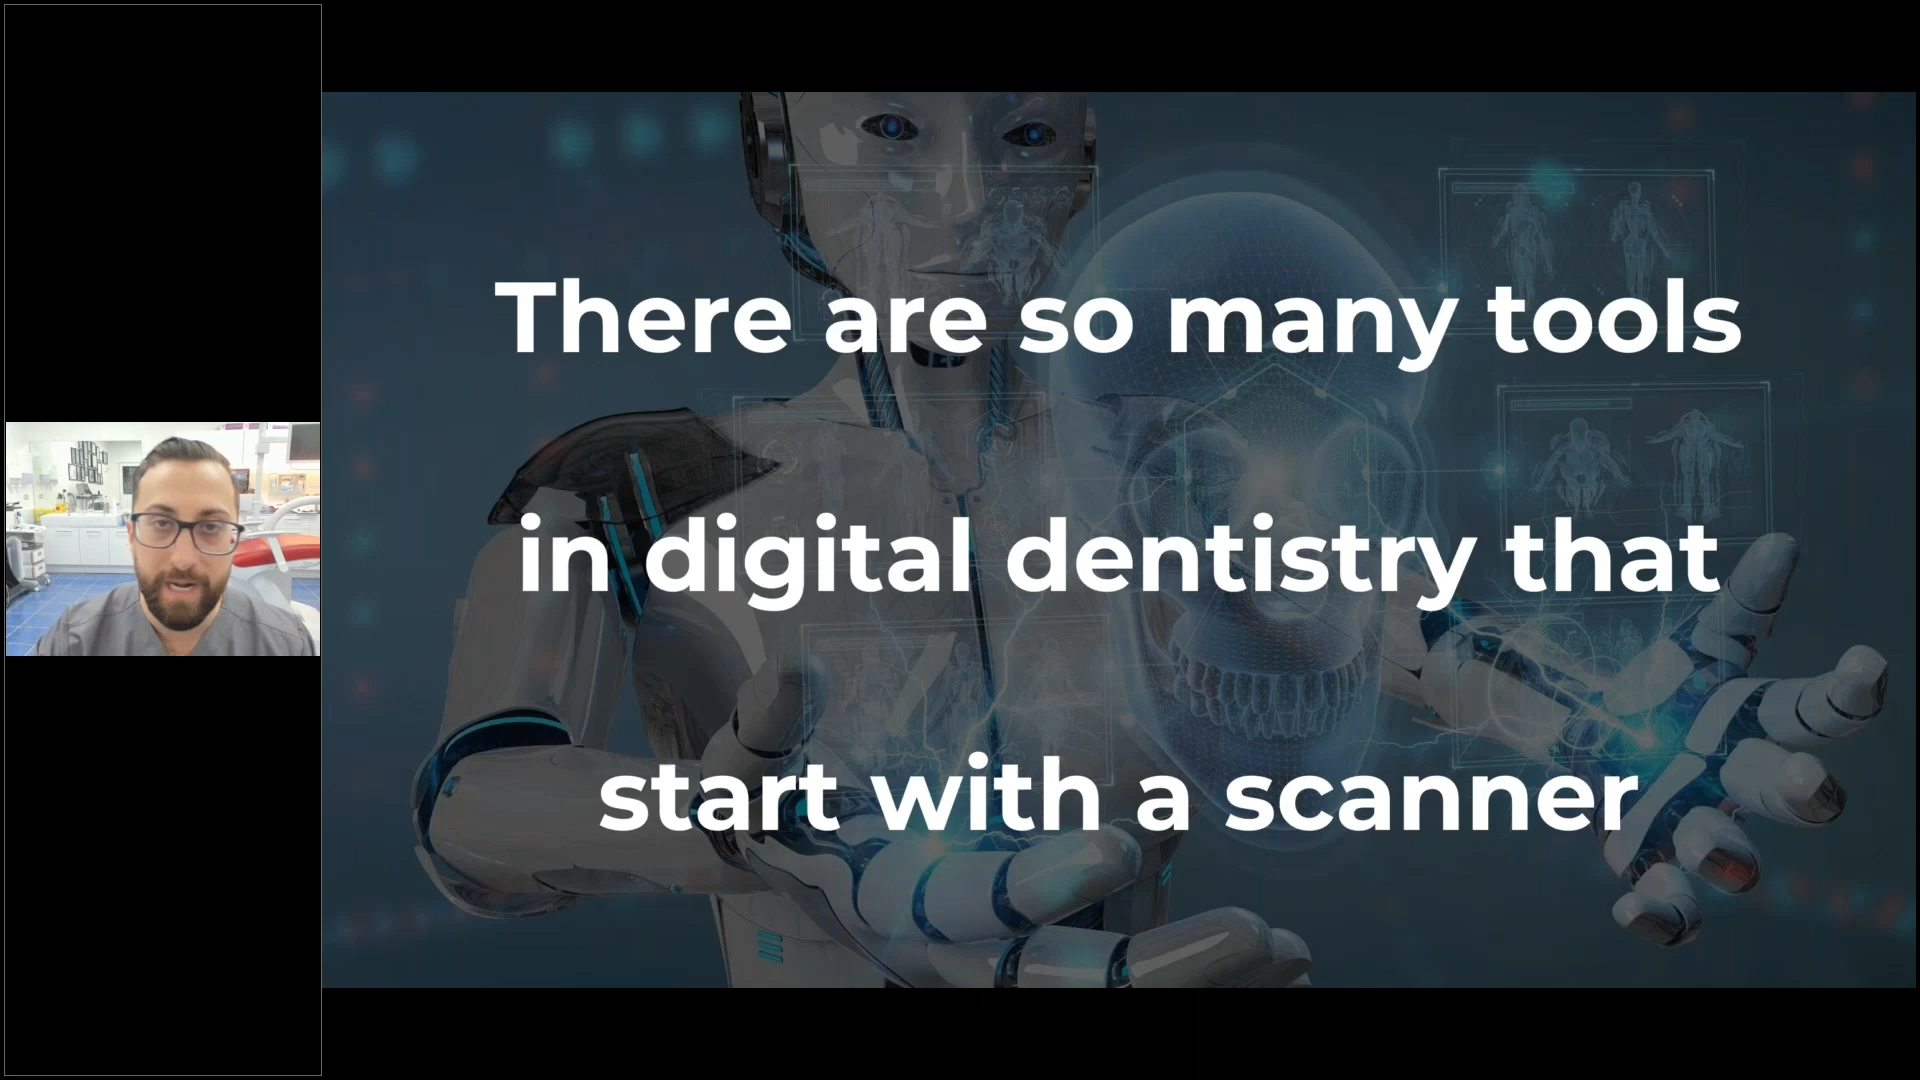 There are so many tools
in digital dentistry that
start with a scanner